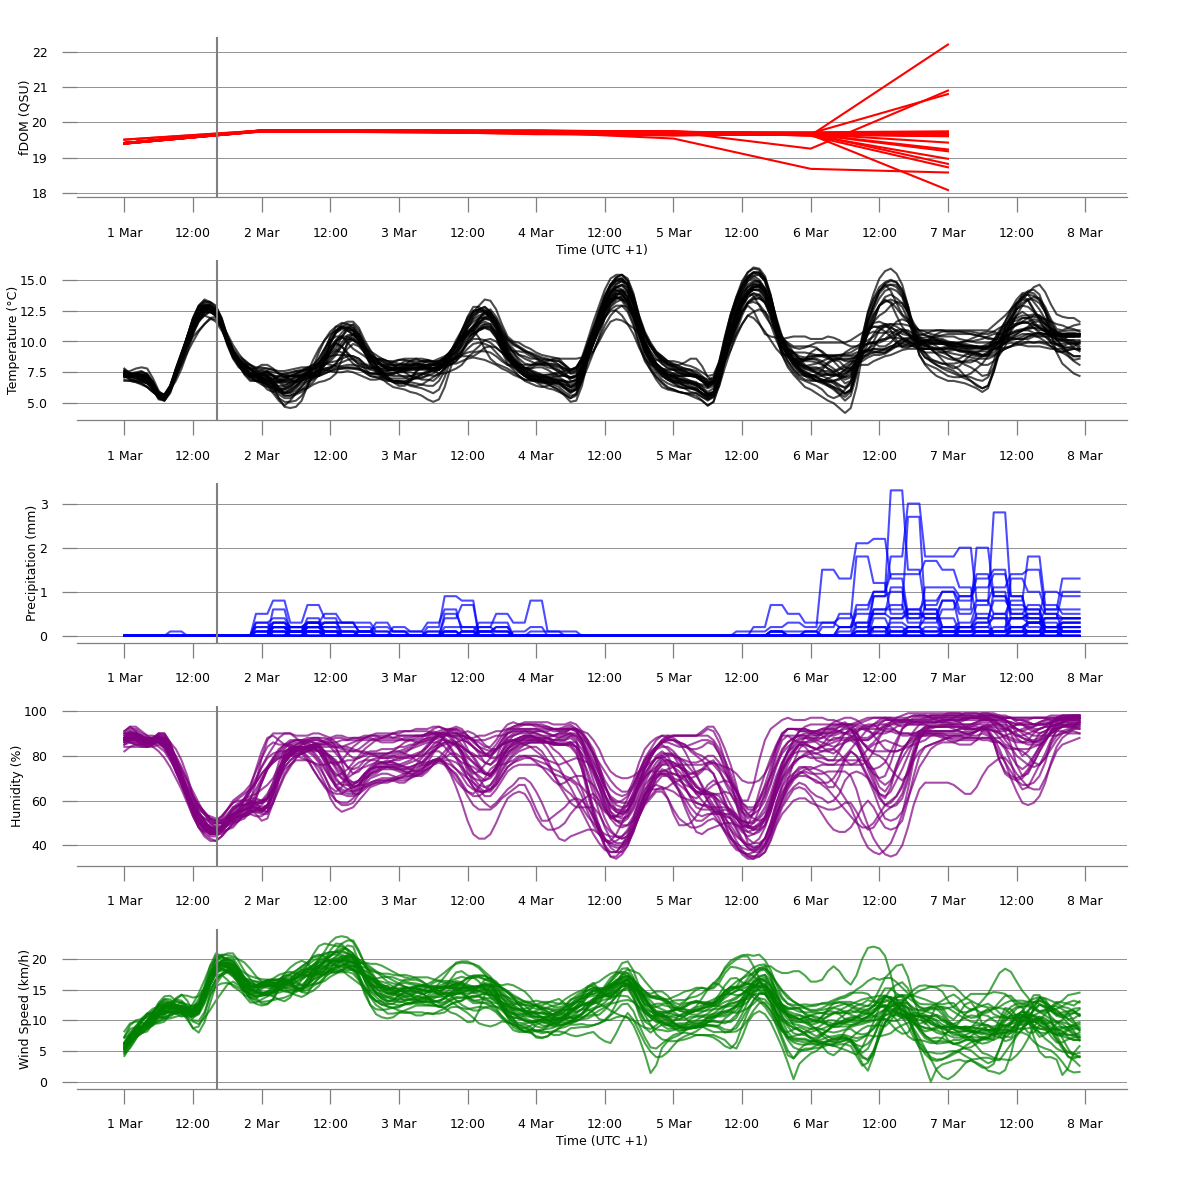 22
21
20
19
18
fDOM (QSU)
1 Mar 12:00 2 Mar 12:00 3 Mar 12:00 4 Mar 12:00 5 Mar 12:00 6 Mar 12:00 7 Mar 12:00 8 Mar
Time (UTC +1)
15.0
12.5
10.0
7.5
5.0
Temperature (°C)
1 Mar 12:00 2 Mar 12:00 3 Mar 12:00 4 Mar 12:00 5 Mar 12:00 6 Mar 12:00 7 Mar 12:00 8 Mar
3
2
1
0
Precipitation (mm)
1 Mar 12:00 2 Mar 12:00 3 Mar 12:00 4 Mar 12:00 5 Mar 12:00 6 Mar 12:00 7 Mar 12:00 8 Mar
100
80
60
40
Humidity (%)
1 Mar 12:00 2 Mar 12:00 3 Mar 12:00 4 Mar 12:00 5 Mar 12:00 6 Mar 12:00 7 Mar 12:00 8 Mar
20
15
10
5
0
Wind Speed (km/h)
1 Mar 12:00 2 Mar 12:00 3 Mar 12:00 4 Mar 12:00 5 Mar 12:00 6 Mar 12:00 7 Mar 12:00 8 Mar
Time (UTC +1)